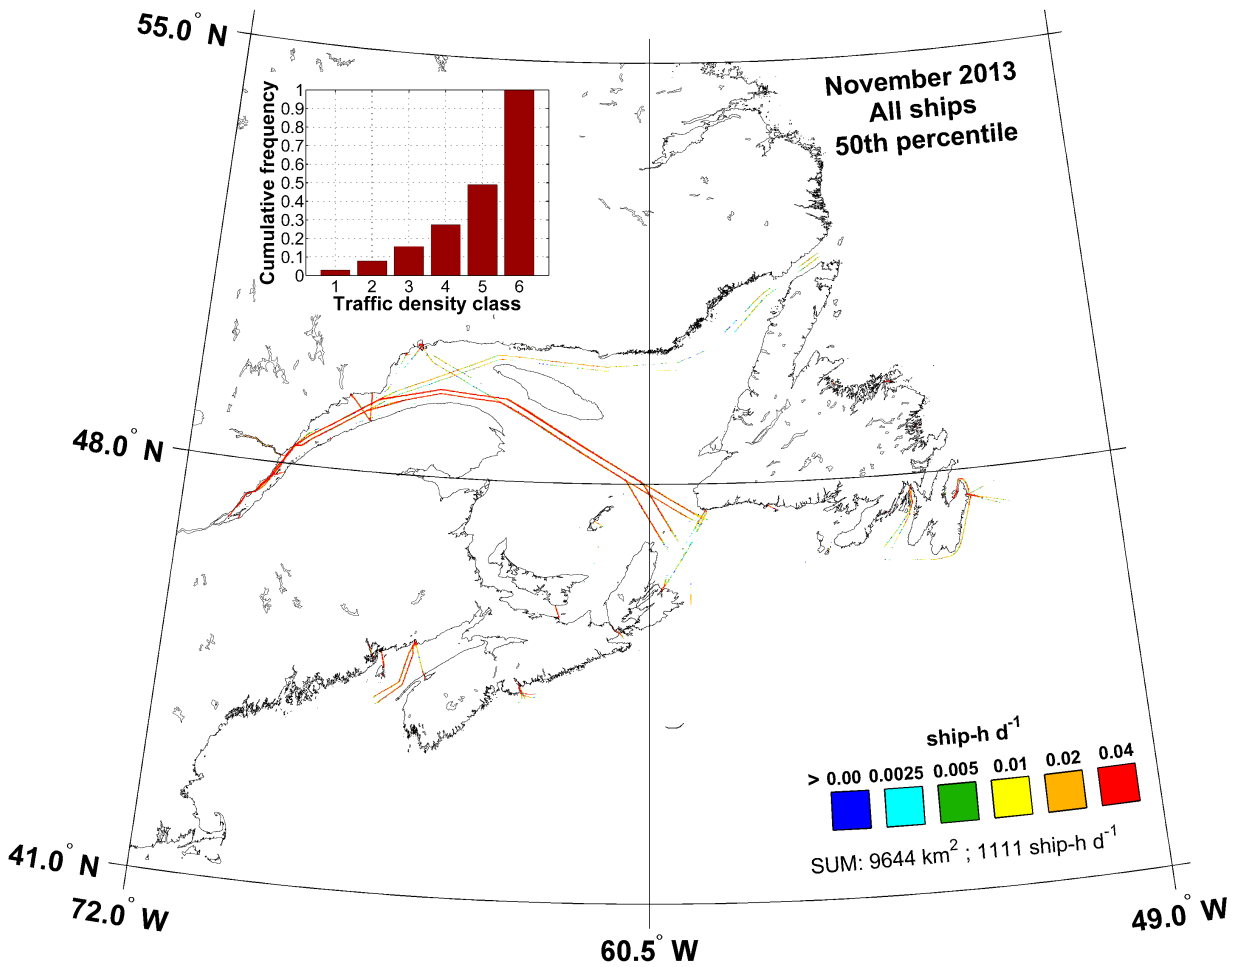 55.0° N
November 2013
All ships
50th percentile
Cumulative frequency
1
0.9
0.8
0.7
0.6
0.5
0.4
0.3
0.2
0.1
0
1 2 3 4 5 6
Traffic density class
48.0° N
ship-h d⁻¹
> 0.00 0.0025 0.005 0.01 0.02 0.04
SUM: 9644 km² ; 1111 ship-h d⁻¹
41.0° N
72.0° W
60.5° W
49.0° W